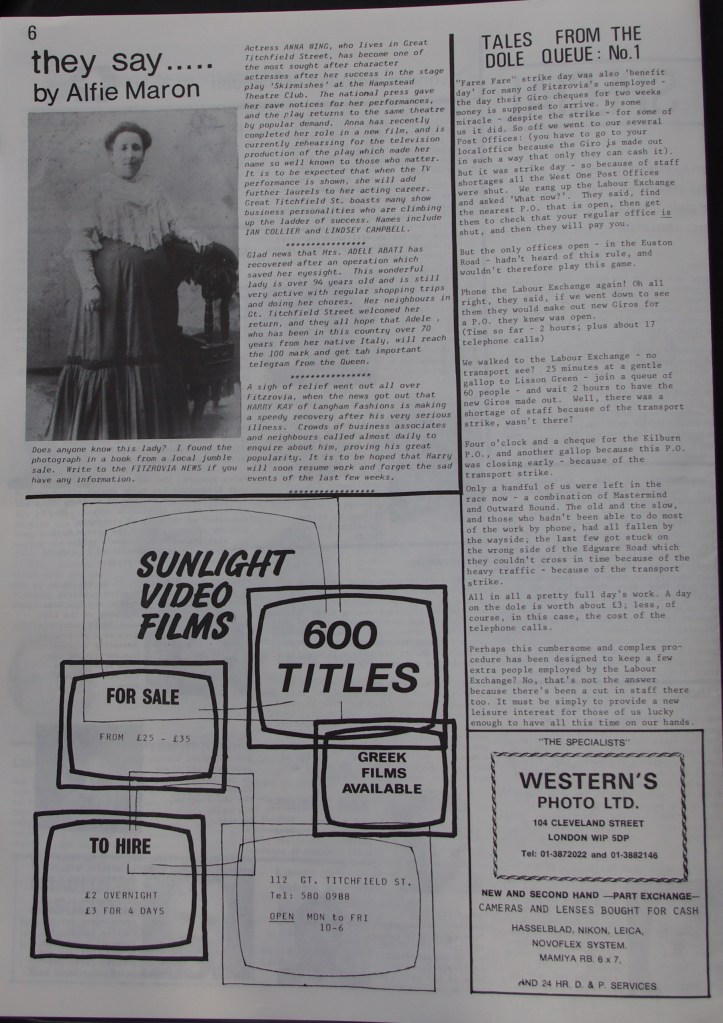 6
they say.....
by Alfie Maron
Does anyone know this lady? I found the
photograph in a book from a local jumble
sale. Write to the FITZROVIA NEWS if you
have any information.
Actress ANNA WING, who lives in Great
Titchfield Street, has become one of
the most sought after character
actresses after her success in the stage
play 'Skirmishes' at the Hampstead
Theatre Club. The national press gave
her rave notices for her performances,
and the play returns to the same theatre
by popular demand. Anna has recently
completed her role in a new film, and is
currently rehearsing for the television
production of the play which made her
name so well known to those who matter.
It is to be expected that when the TV
performance is shown, she will add
further laurels to her acting career.
Great Titchfield St. boasts many show
business personalities who are climbing
up the ladder of success. Names include
IAN COLLIER and LINDSEY CAMPBELL.
****************
Glad news that Mrs. ADELE ABATI has
recovered after an operation which
saved her eyesight. This wonderful
lady is over 94 years old and is still
very active with regular shopping trips
and doing her chores. Her neighbours in
Gt. Titchfield Street welcomed her
return, and they all hope that Adele ,
who has been in this country over 70
years from her native Italy, will reach
the 100 mark and get tah important
telegram from the Queen.
****************
A sigh of relief went out all over
Fitzrovia, when the news got out that
HARRY KAY of Langham Fashions is making
a speedy recovery after his very serious
illness. Crowds of business associates
and neighbours called almost daily to
enquire about him, proving his great
popularity. It is to be hoped that Harry
will soon resume work and forget the sad
events of the last few weeks.
*****************
TALES FROM THE
DOLE QUEUE: No.1
"Fares Fare" strike day was also 'benefit
day' for many of Fitzrovia's unemployed -
the day their Giro cheques for two weeks
money is supposed to arrive. By some
miracle - despite the strike - for some of
us it did. So off we went to our several
Post Offices: (you have to go to your
localoffice because the Giro is made out
in such a way that only they can cash it).
But it was strike day - so because of staff
shortages all the West One Post Offices
were shut. We rang up the Labour Exchange
and asked 'What now?'. They said, find
the nearest P.O. that is open, then get
them to check that your regular office is
shut, and then they will pay you.
But the only offices open - in the Euston
Road - hadn't heard of this rule, and
wouldn't therefore play this game.
Phone the Labour Exchange again! Oh all
right, they said, if we went down to see
them they would make out new Giros for
a P.O. they knew was open.
(Time so far - 2 hours; plus about 17
telephone calls)
We walked to the Labour Exchange - no
transport see? 25 minutes at a gentle
gallop to Lisson Green - join a queue of
60 people - and wait 2 hours to have the
new Giros made out. Well, there was a
shortage of staff because of the transport
strike, wasn't there?
Four o'clock and a cheque for the Kilburn
P.O., and another gallop because this P.O.
was closing early - because of the
transport strike.
Only a handful of us were left in the
race now - a combination of Mastermind
and Outward Bound. The old and the slow,
and those who hadn't been able to do most
of the work by phone, had all fallen by
the wayside; the last few got stuck on
the wrong side of the Edgware Road which
they couldn't cross in time because of the
heavy traffic - because of the transport
strike.
All in all a pretty full day's work. A day
on the dole is worth about £3; less, of
course, in this case, the cost of the
telephone calls.
Perhaps this cumbersome and complex pro-
cedure has been designed to keep a few
extra people employed by the Labour
Exchange? No, that's not the answer
because there's been a cut in staff there
too. It must be simply to provide a new
leisure interest for those of us lucky
enough to have all this time on our hands.
SUNLIGHT
VIDEO
FILMS
600
TITLES
FOR SALE
FROM £25 - £35
GREEK
FILMS
AVAILABLE
TO HIRE
£2 OVERNIGHT
£3 FOR 4 DAYS
112 GT. TITCHFIELD ST.
Tel: 580 0988
OPEN MON to FRI
10-6
"THE SPECIALISTS"
WESTERN'S
PHOTO LTD.
104 CLEVELAND STREET
LONDON WIP 5DP
Tel: 01-3872022 and 01-3882146
NEW AND SECOND HAND —PART EXCHANGE—
CAMERAS AND LENSES BOUGHT FOR CASH
HASSELBLAD, NIKON, LEICA,
NOVOFLEX SYSTEM.
MAMIYA RB. 6 x 7,
AND 24 HR. D. & P. SERVICES